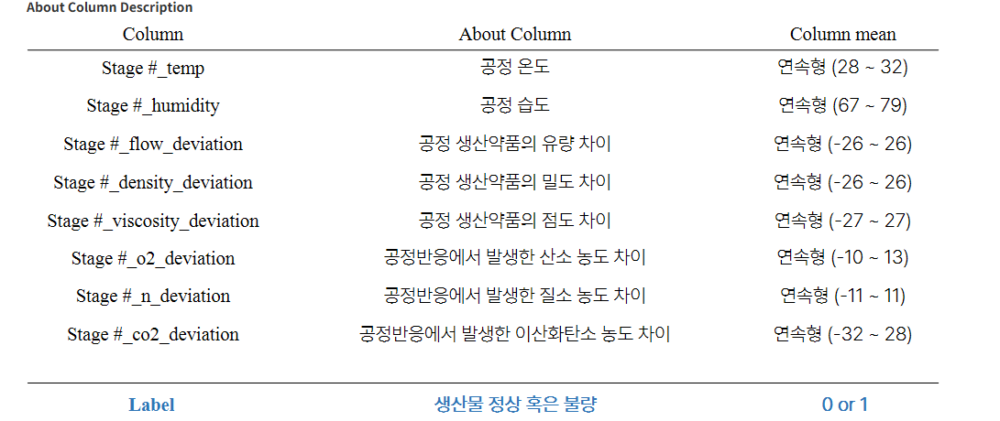 About Column Description
Column About Column Column mean
Stage #_temp 공정 온도 연속형 (28 ~ 32)
Stage #_humidity 공정 습도 연속형 (67 ~ 79)
Stage #_flow_deviation 공정 생산약품의 유량 차이 연속형 (-26 ~ 26)
Stage #_density_deviation 공정 생산약품의 밀도 차이 연속형 (-26 ~ 26)
Stage #_viscosity_deviation 공정 생산약품의 점도 차이 연속형 (-27 ~ 27)
Stage #_o2_deviation 공정반응에서 발생한 산소 농도 차이 연속형 (-10 ~ 13)
Stage #_n_deviation 공정반응에서 발생한 질소 농도 차이 연속형 (-11 ~ 11)
Stage #_co2_deviation 공정반응에서 발생한 이산화탄소 농도 차이 연속형 (-32 ~ 28)
Label 생산물 정상 혹은 불량 0 or 1